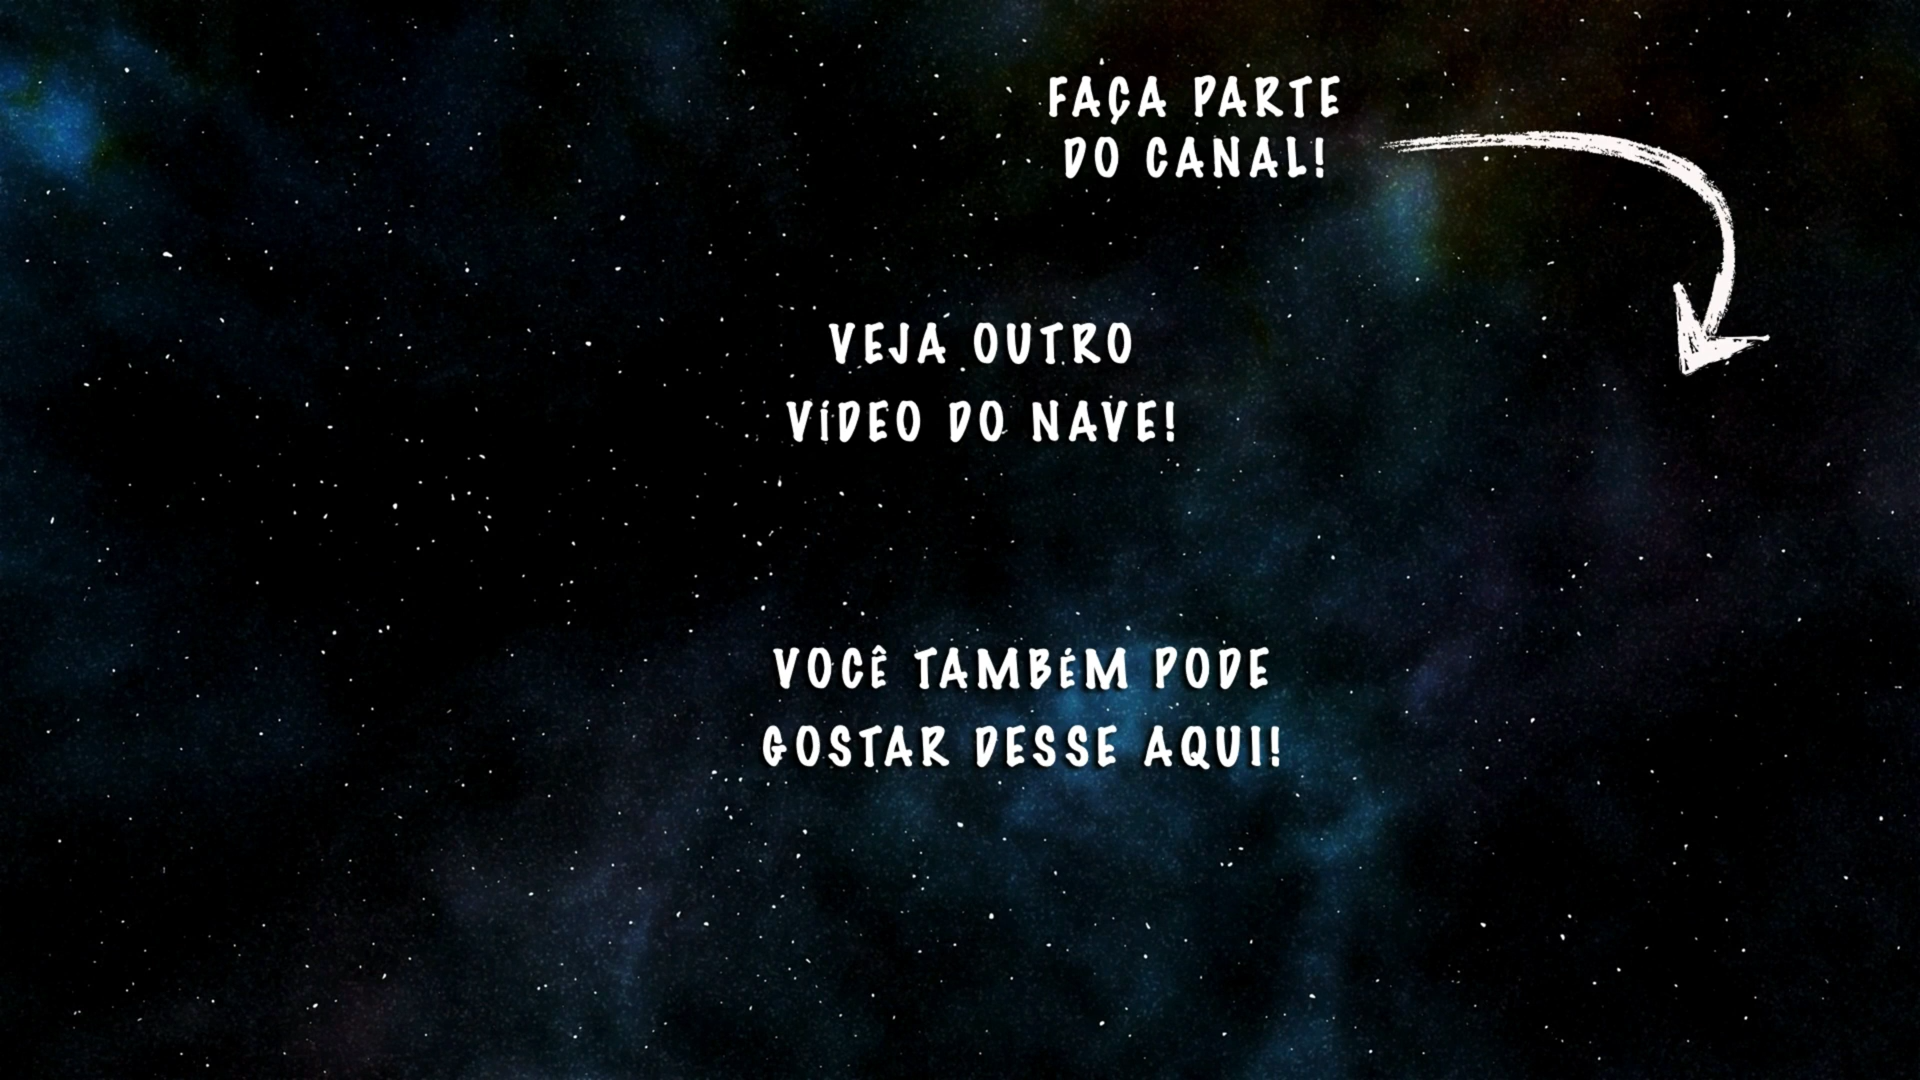 FAÇA PARTE
DO CANAL!
VEJA OUTRO
VÍDEO DO NAVE!
VOCÊ TAMBÉM PODE
GOSTAR DESSE AQUI!